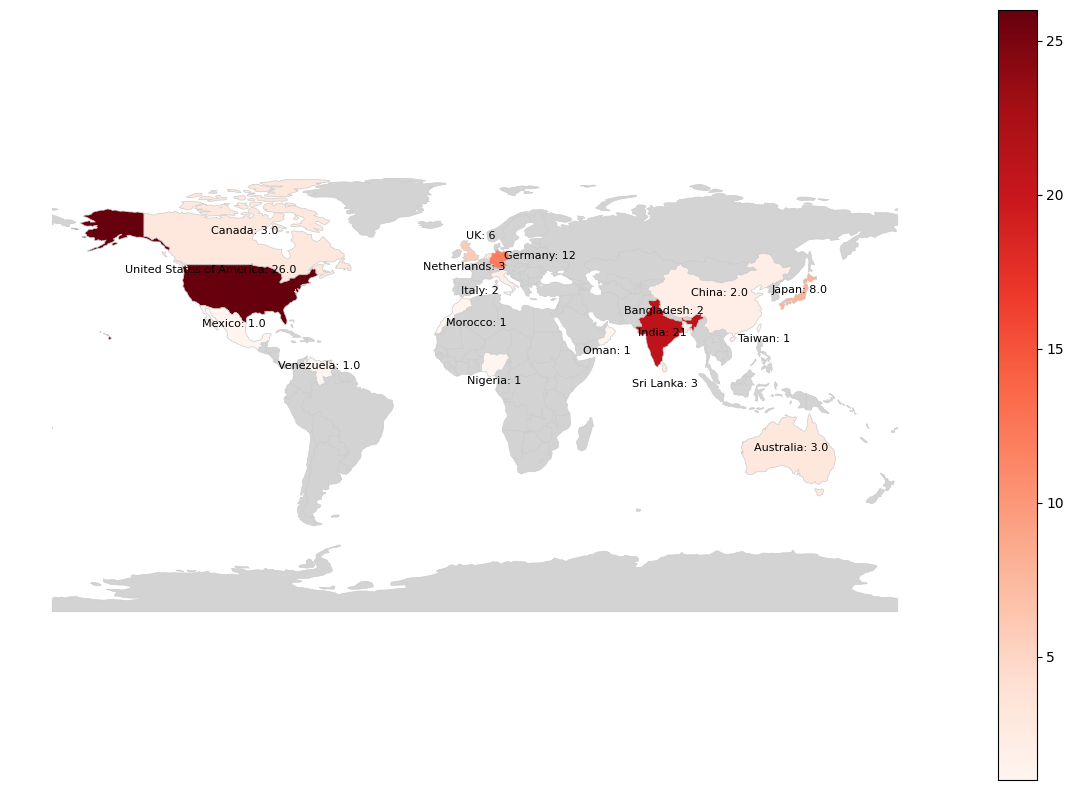 Canada: 3.0
United States of America: 26.0
Mexico: 1.0
Venezuela: 1.0
UK: 6
Germany: 12
Netherlands: 3
Italy: 2
Morocco: 1
Nigeria: 1
Oman: 1
China: 2.0
Japan: 8.0
Bangladesh: 2
India: 21
Taiwan: 1
Sri Lanka: 3
Australia: 3.0
25
20
15
10
5